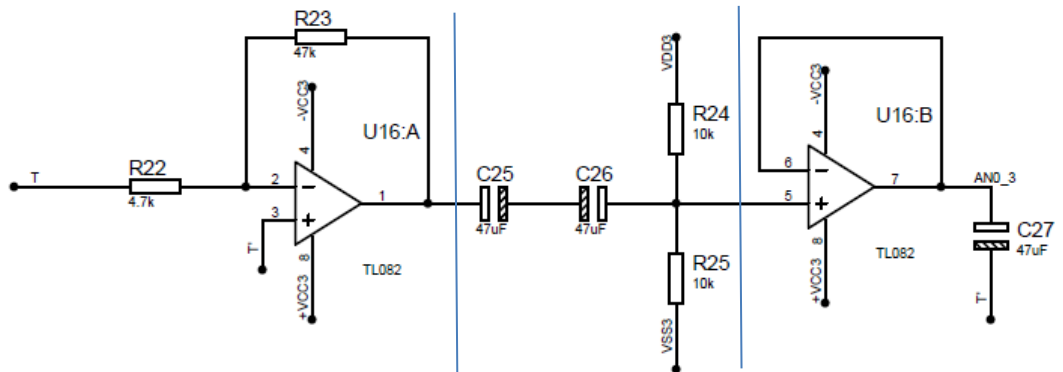 R23
47k
-VCC3
4
U16:A
R22
4.7k
T
2
3
1
T'
8
+VCC3
TL082
C25
47uF
C26
47uF
VDD3
R24
10k
R25
10k
VSS3
-VCC3
4
U16:B
6
5
7
8
+VCC3
TL082
AN0_3
C27
47uF
T'